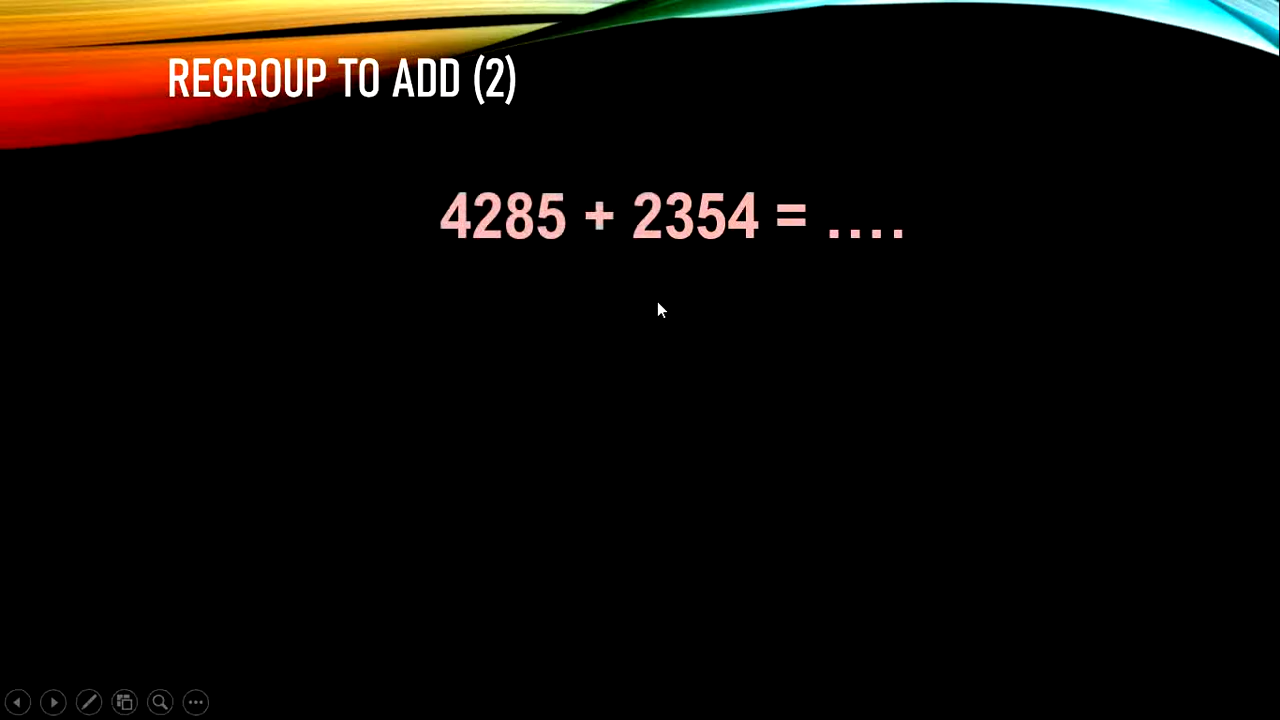 REGROUP TO ADD (2)
4285 + 2354 = ....